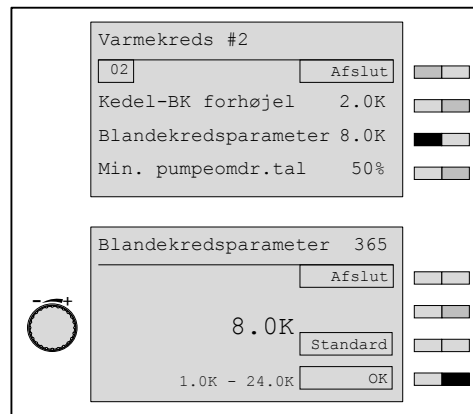 Varmekreds #2
02 Afslut
Kedel-BK forhøjel 2.0K
Blandekredsparameter 8.0K
Min. pumpeomdr.tal 50%
Blandekredsparameter 365
Afslut
- +
8.0K
Standard
1.0K - 24.0K OK